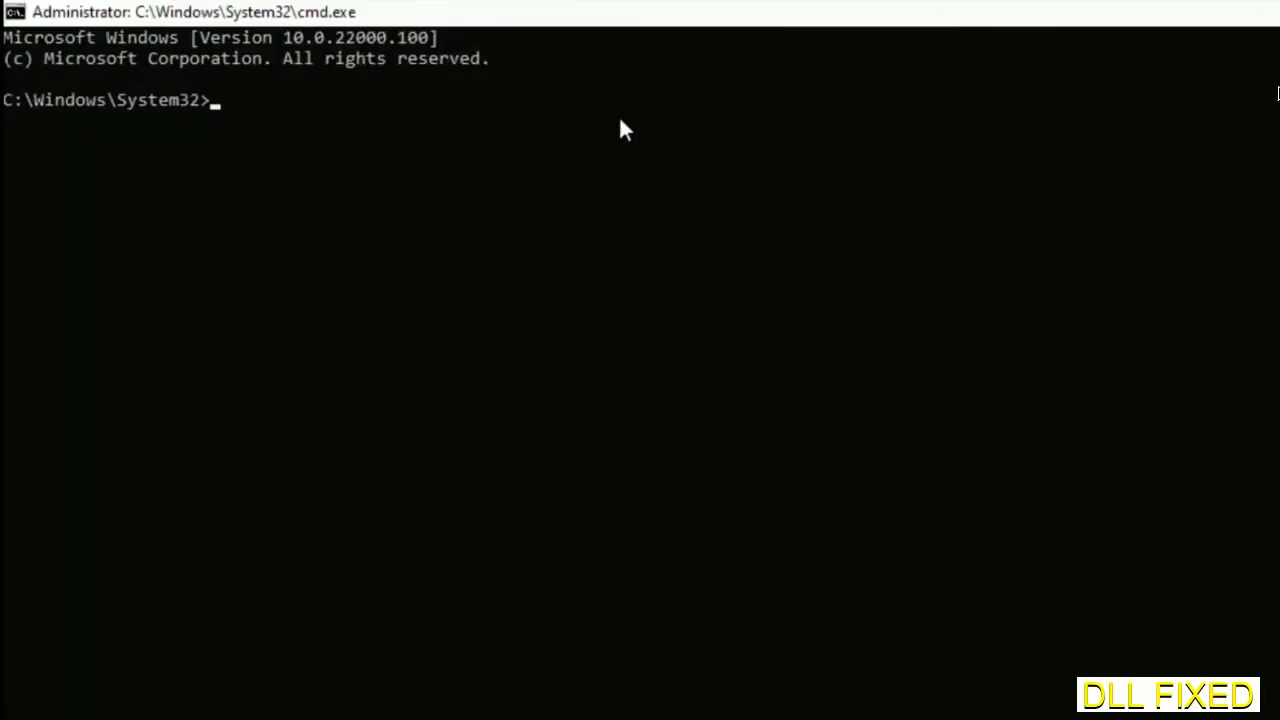 Administrator: C:\Windows\System32\cmd.exe
Microsoft Windows [Version 10.0.22000.100]
(c) Microsoft Corporation. All rights reserved.
C:\Windows\System32>
DLL FIXED